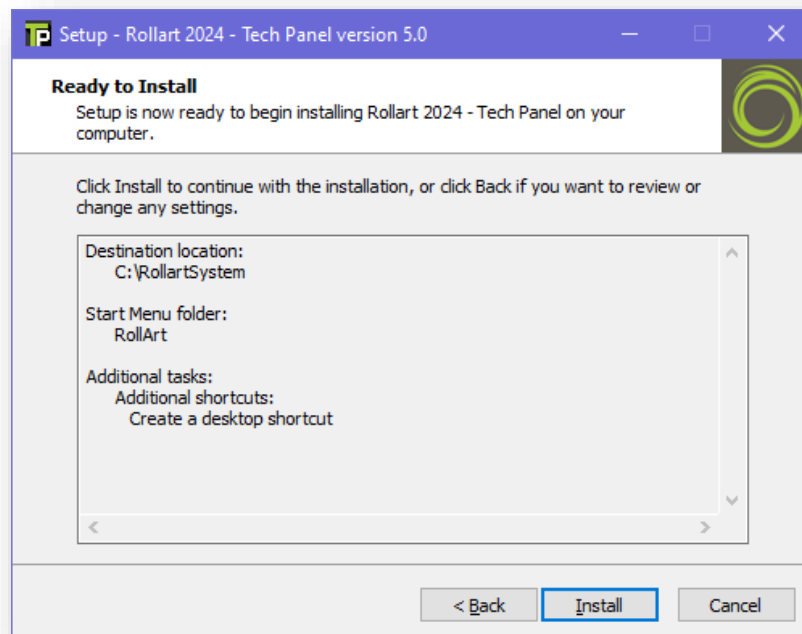 TP Setup - Rollart 2024 - Tech Panel version 5.0
Ready to Install
Setup is now ready to begin installing Rollart 2024 - Tech Panel on your
computer.
Click Install to continue with the installation, or click Back if you want to review or
change any settings.
Destination location:
C:\RollartSystem
Start Menu folder:
RollArt
Additional tasks:
Additional shortcuts:
Create a desktop shortcut
< Back Install Cancel